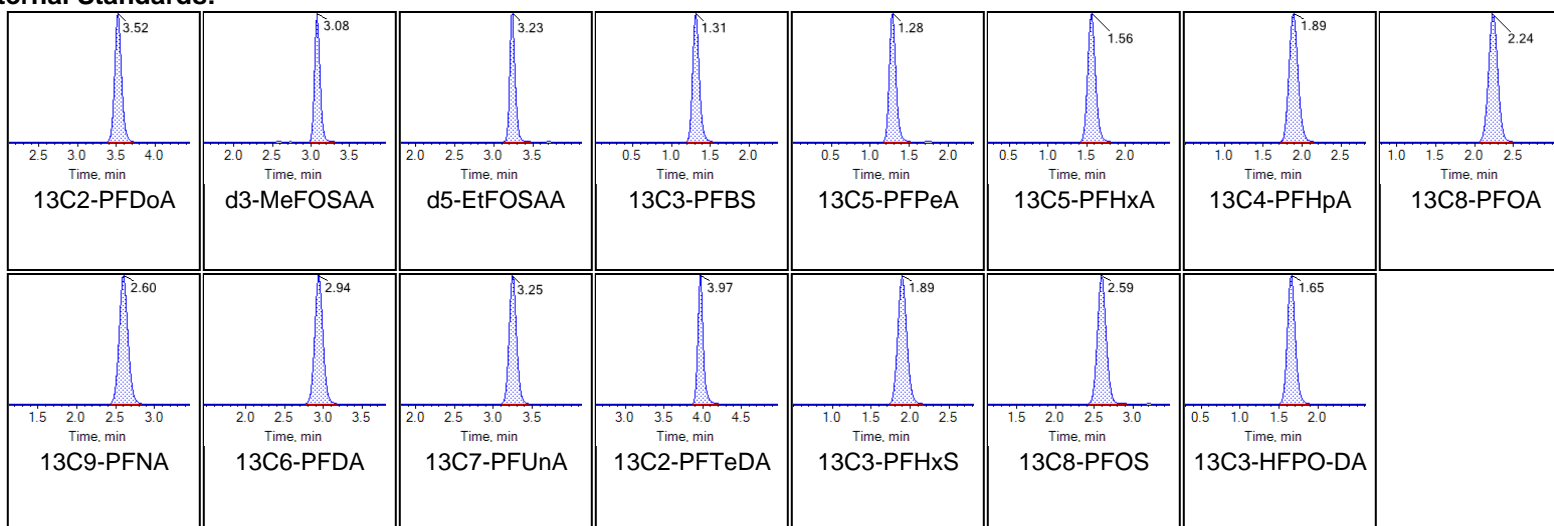 ternal Standards:
3.52 3.08 3.23 1.31 1.28 1.56 1.89 2.24
2.5 3.0 3.5 4.0 2.0 2.5 3.0 3.5 2.0 2.5 3.0 3.5 0.5 1.0 1.5 2.0 0.5 1.0 1.5 2.0 0.5 1.0 1.5 2.0 1.0 1.5 2.0 2.5 1.0 1.5 2.0 2.5
Time, min Time, min Time, min Time, min Time, min Time, min Time, min Time, min
13C2-PFDoA d3-MeFOSAA d5-EtFOSAA 13C3-PFBS 13C5-PFPeA 13C5-PFHxA 13C4-PFHpA 13C8-PFOA
2.60 2.94 3.25 3.97 1.89 2.59 1.65
1.5 2.0 2.5 3.0 2.0 2.5 3.0 3.5 2.0 2.5 3.0 3.5 3.0 3.5 4.0 4.5 1.0 1.5 2.0 2.5 1.5 2.0 2.5 3.0 0.5 1.0 1.5 2.0
Time, min Time, min Time, min Time, min Time, min Time, min Time, min
13C9-PFNA 13C6-PFDA 13C7-PFUnA 13C2-PFTeDA 13C3-PFHxS 13C8-PFOS 13C3-HFPO-DA